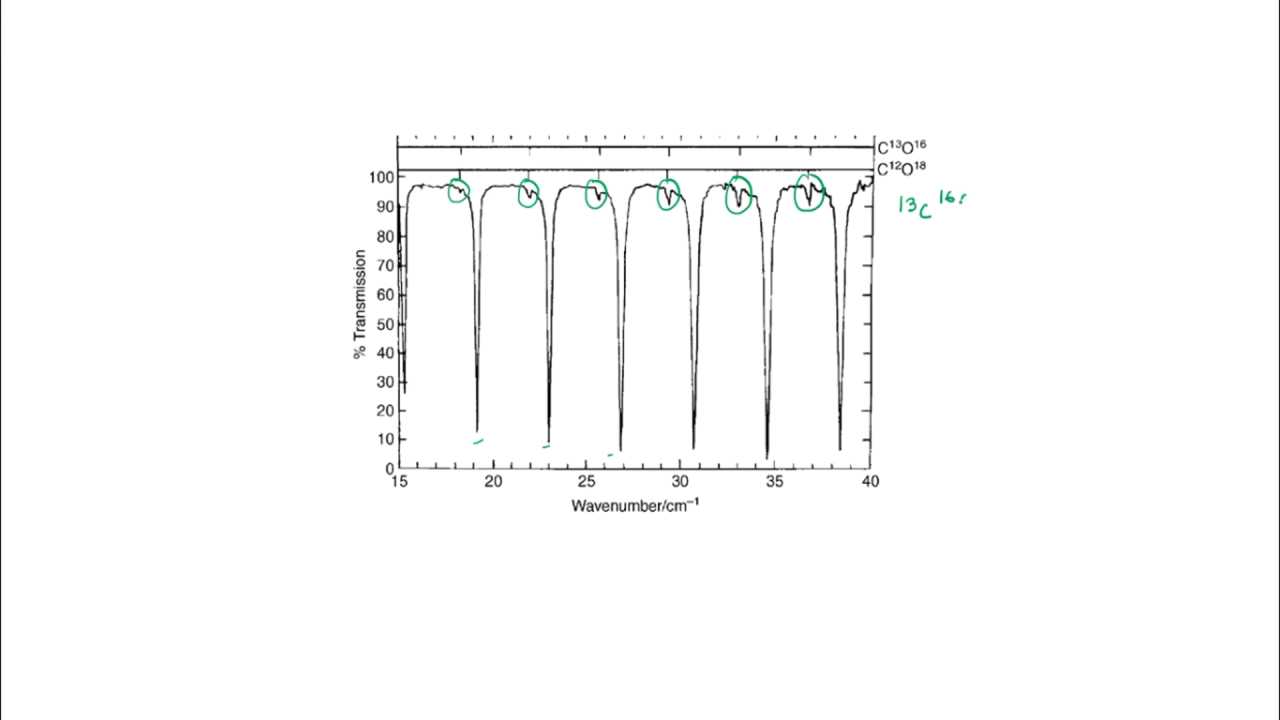 C¹³O¹⁶
C¹²O¹⁸
100
90
80
70
60
50
40
30
20
10
0
% Transmission
15 20 25 30 35 40
Wavenumber/cm⁻¹
13C 16